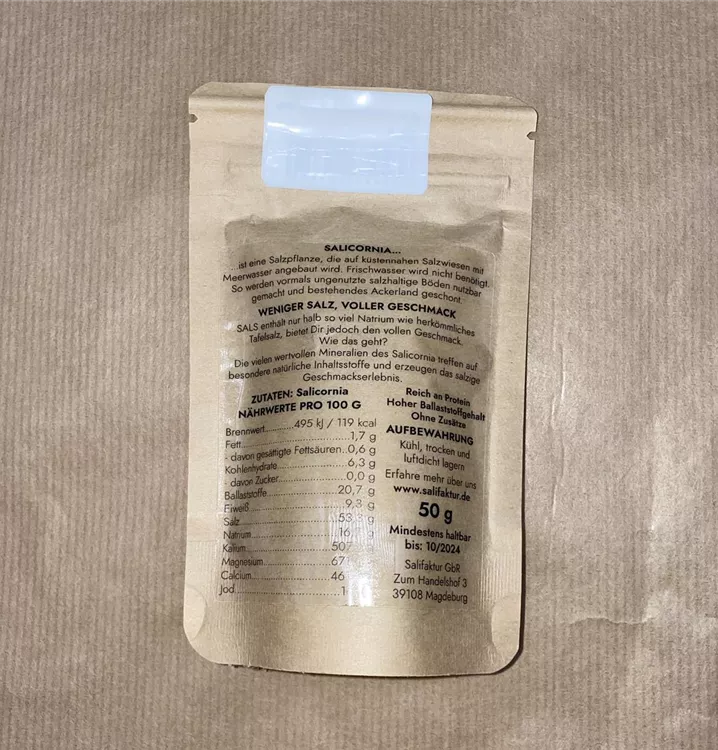 SALICORNIA...
...ist eine Salzpflanze, die auf küstennahen Salzwiesen mit
Meerwasser angebaut wird. Frischwasser wird nicht benötigt.
So werden vormals ungenutzte salzhaltige Böden nutzbar
gemacht und bestehendes Ackerland geschont.
WENIGER SALZ, VOLLER GESCHMACK
SALS enthält nur halb so viel Natrium wie herkömmliches
Tafelsalz, bietet Dir jedoch den vollen Geschmack.
Wie das geht?
Die vielen wertvollen Mineralien des Salicornia treffen auf
besondere natürliche Inhaltsstoffe und erzeugen das salzige
Geschmackserlebnis.
ZUTATEN: Salicornia
NÄHRWERTE PRO 100 G
Brennwert 495 kJ / 119 kcal
Fett 1,7 g
- davon gesättigte Fettsäuren 0,6 g
Kohlenhydrate 6,3 g
- davon Zucker 0,0 g
Ballaststoffe 20,7 g
Eiweiß 9,3 g
Salz g
Natrium g
Kalium
Magnesium
Calcium
Jod
Reich an Protein
Hoher Ballaststoffgehalt
Ohne Zusätze
AUFBEWAHRUNG
Kühl, trocken und
luftdicht lagern
Erfahre mehr über uns
www.salifaktur.de
50 g
Mindestens haltbar
bis: 10/2024
Salifaktur GbR
Zum Handelshof 3
39108 Magdeburg